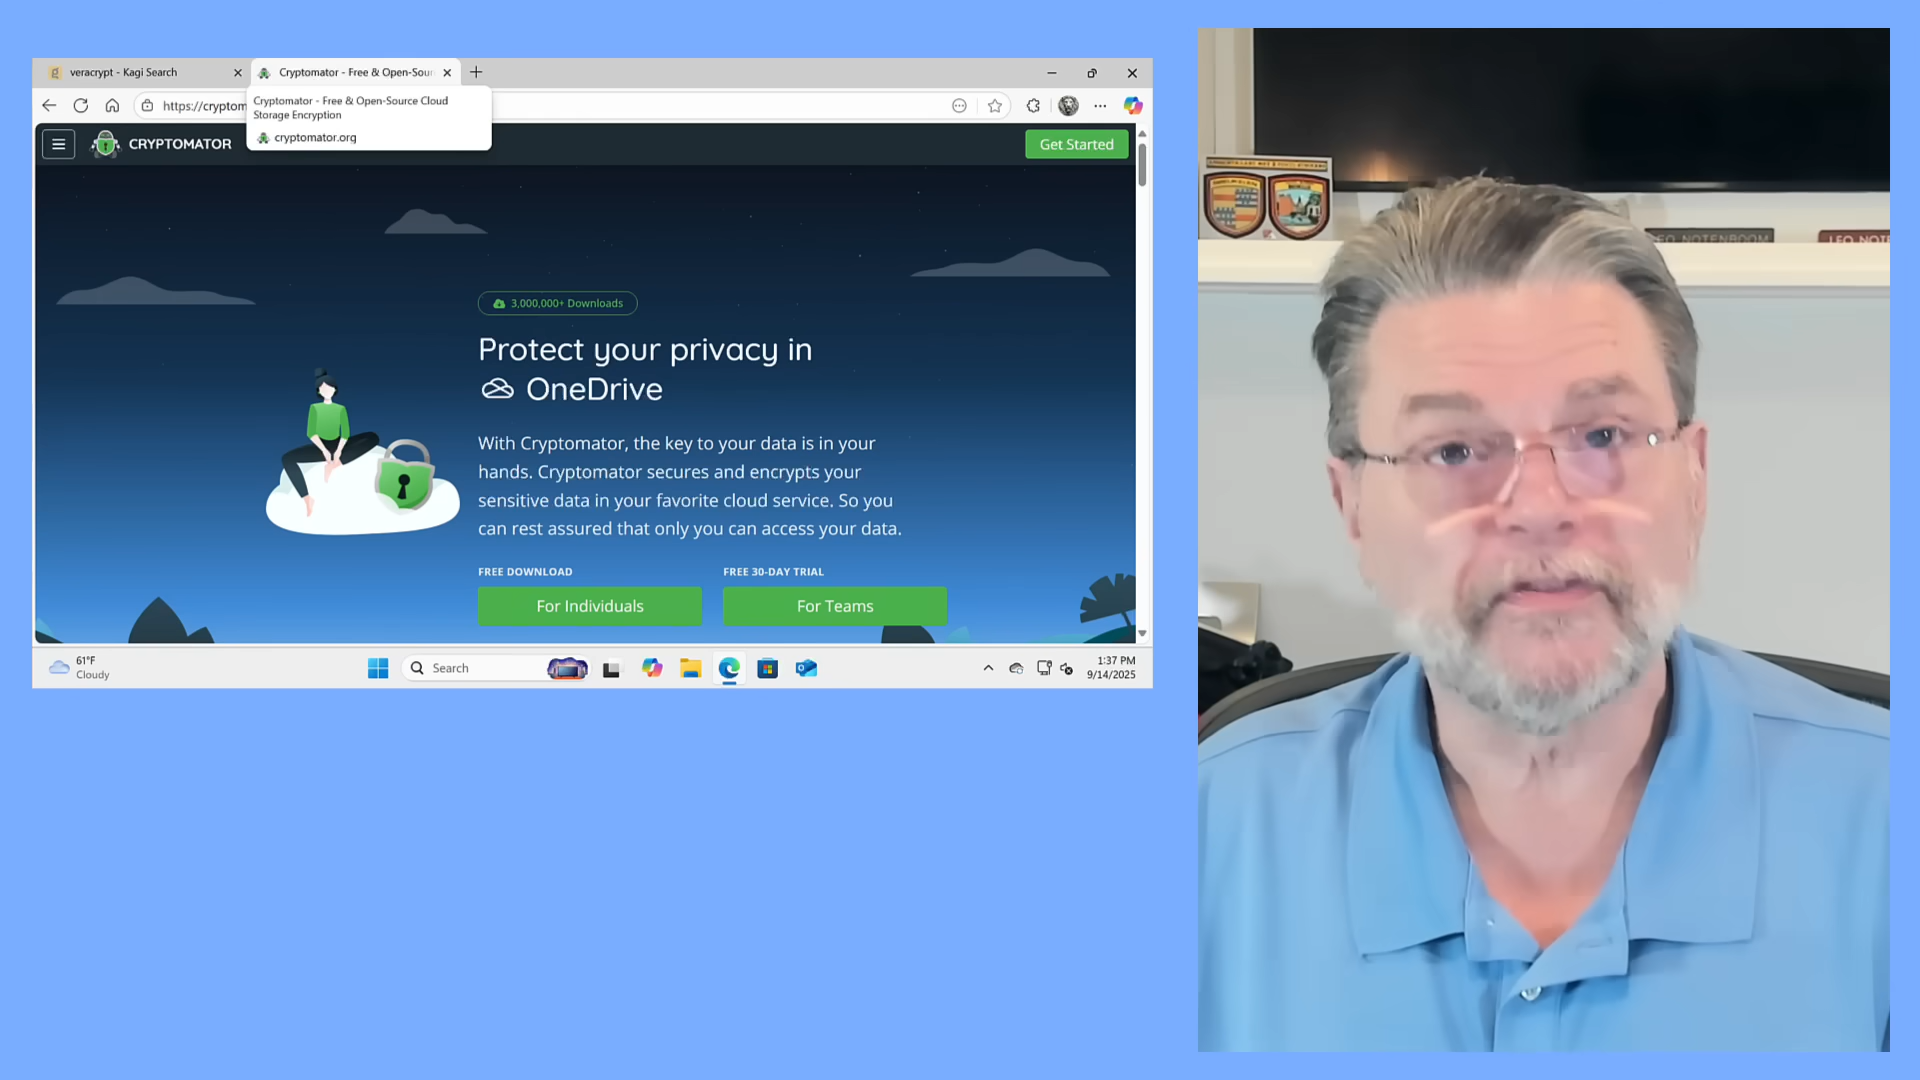 veracrypt - Kagi Search
Cryptomator - Free & Open-Sour
https://cryptom
Cryptomator - Free & Open-Source Cloud
Storage Encryption
cryptomator.org
CRYPTOMATOR
Get Started
3,000,000+ Downloads
Protect your privacy in
OneDrive
With Cryptomator, the key to your data is in your
hands. Cryptomator secures and encrypts your
sensitive data in your favorite cloud service. So you
can rest assured that only you can access your data.
FREE DOWNLOAD
FREE 30-DAY TRIAL
For Individuals
For Teams
61°F
Cloudy
Search
1:37 PM
9/14/2025
LEO NOTENBOOM
LEO NOTE